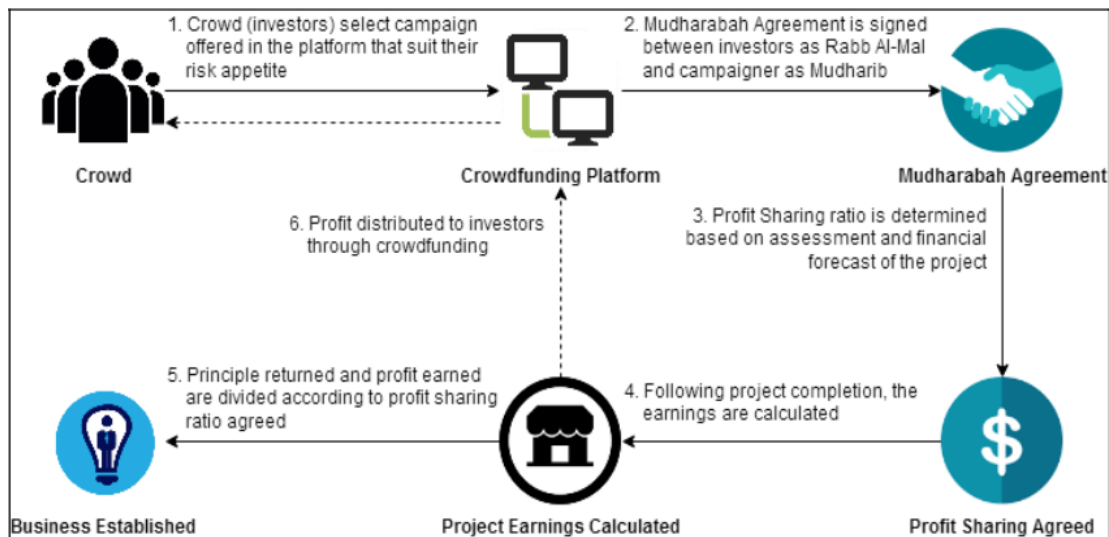 1. Crowd (investors) select campaign
offered in the platform that suit their
risk appetite
2. Mudharabah Agreement is signed
between investors as Rabb Al-Mal
and campaigner as Mudharib
Crowd
Crowdfunding Platform
Mudharabah Agreement
6. Profit distributed to investors
through crowdfunding
3. Profit Sharing ratio is determined
based on assessment and financial
forecast of the project
5. Principle returned and profit earned
are divided according to profit sharing
ratio agreed
4. Following project completion, the
earnings are calculated
$
Business Established
Project Earnings Calculated
Profit Sharing Agreed